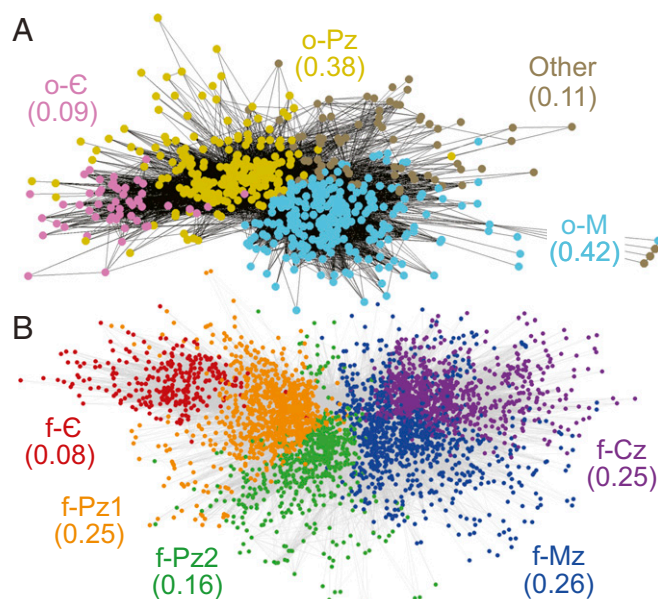 A
o-Pz
(0.38)
o-Є
(0.09)
Other
(0.11)
o-M
(0.42)
B
f-Є
(0.08)
f-Pz1
(0.25)
f-Pz2
(0.16)
f-Mz
(0.26)
f-Cz
(0.25)